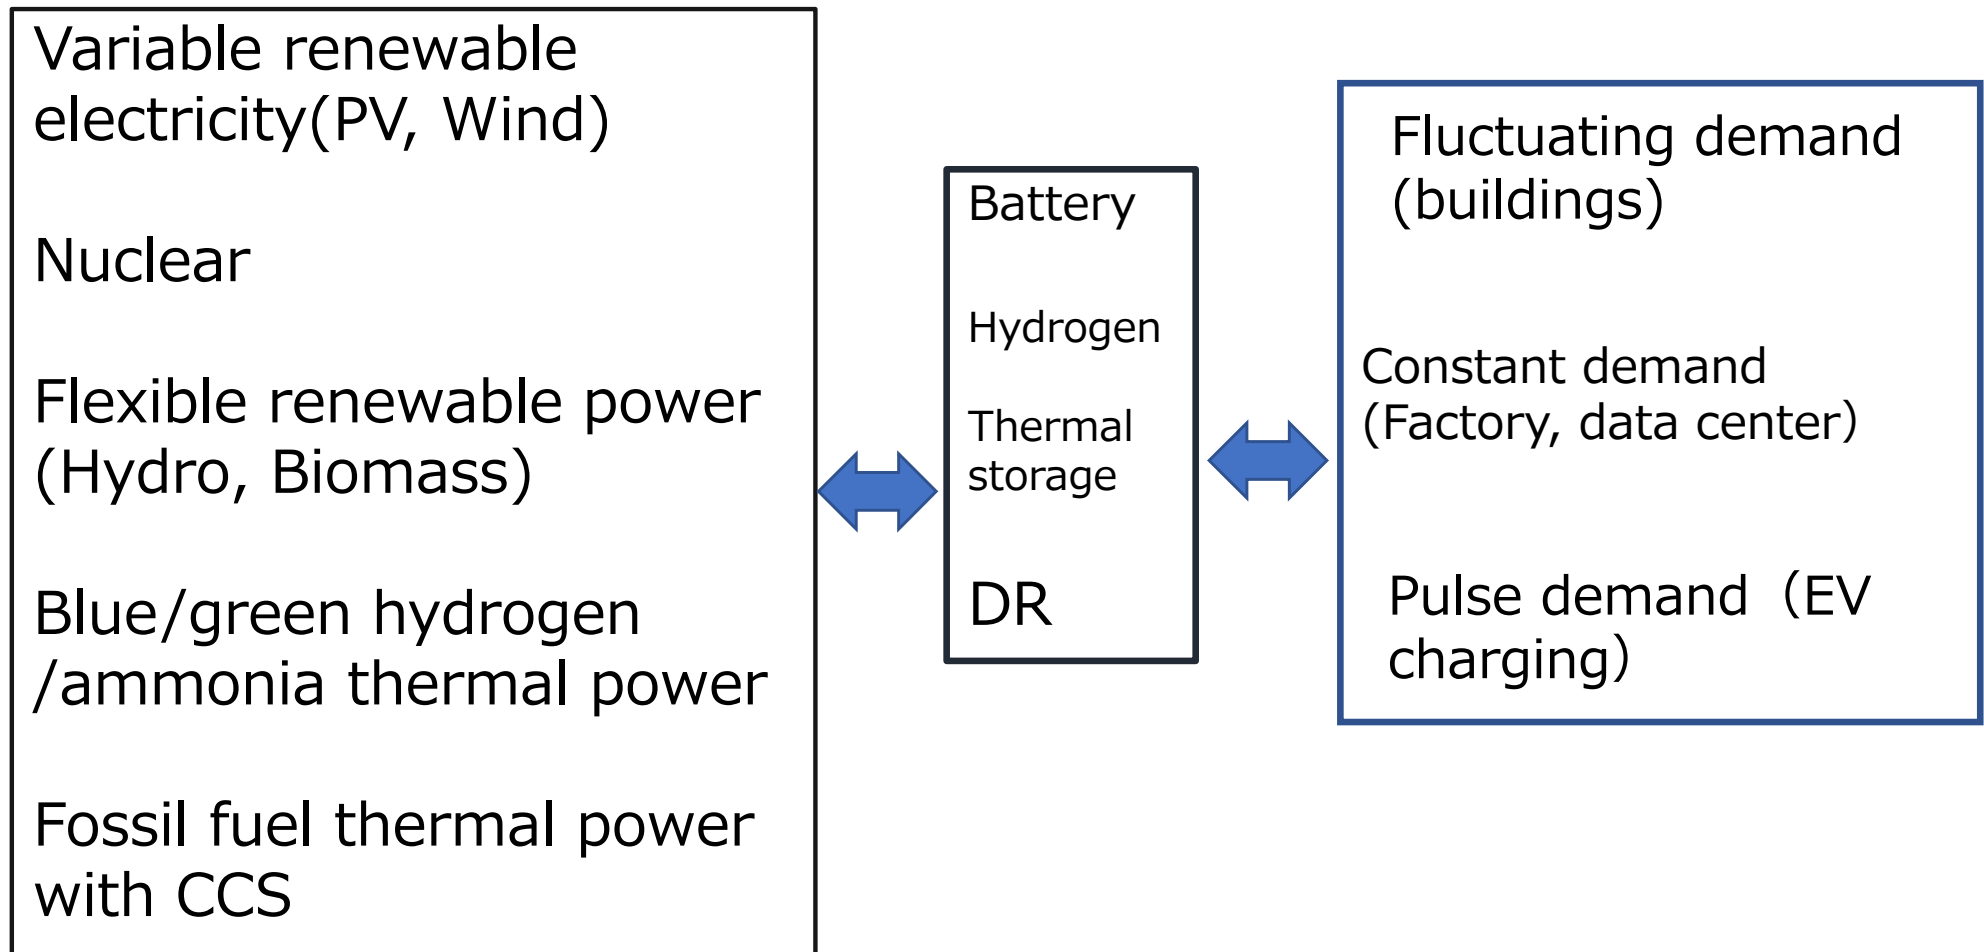 Variable renewable
electricity(PV, Wind)
Nuclear
Flexible renewable power
(Hydro, Biomass)
Blue/green hydrogen
/ammonia thermal power
Fossil fuel thermal power
with CCS
Battery
Hydrogen
Thermal
storage
DR
Fluctuating demand
(buildings)
Constant demand
(Factory, data center）
Pulse demand（EV
charging）